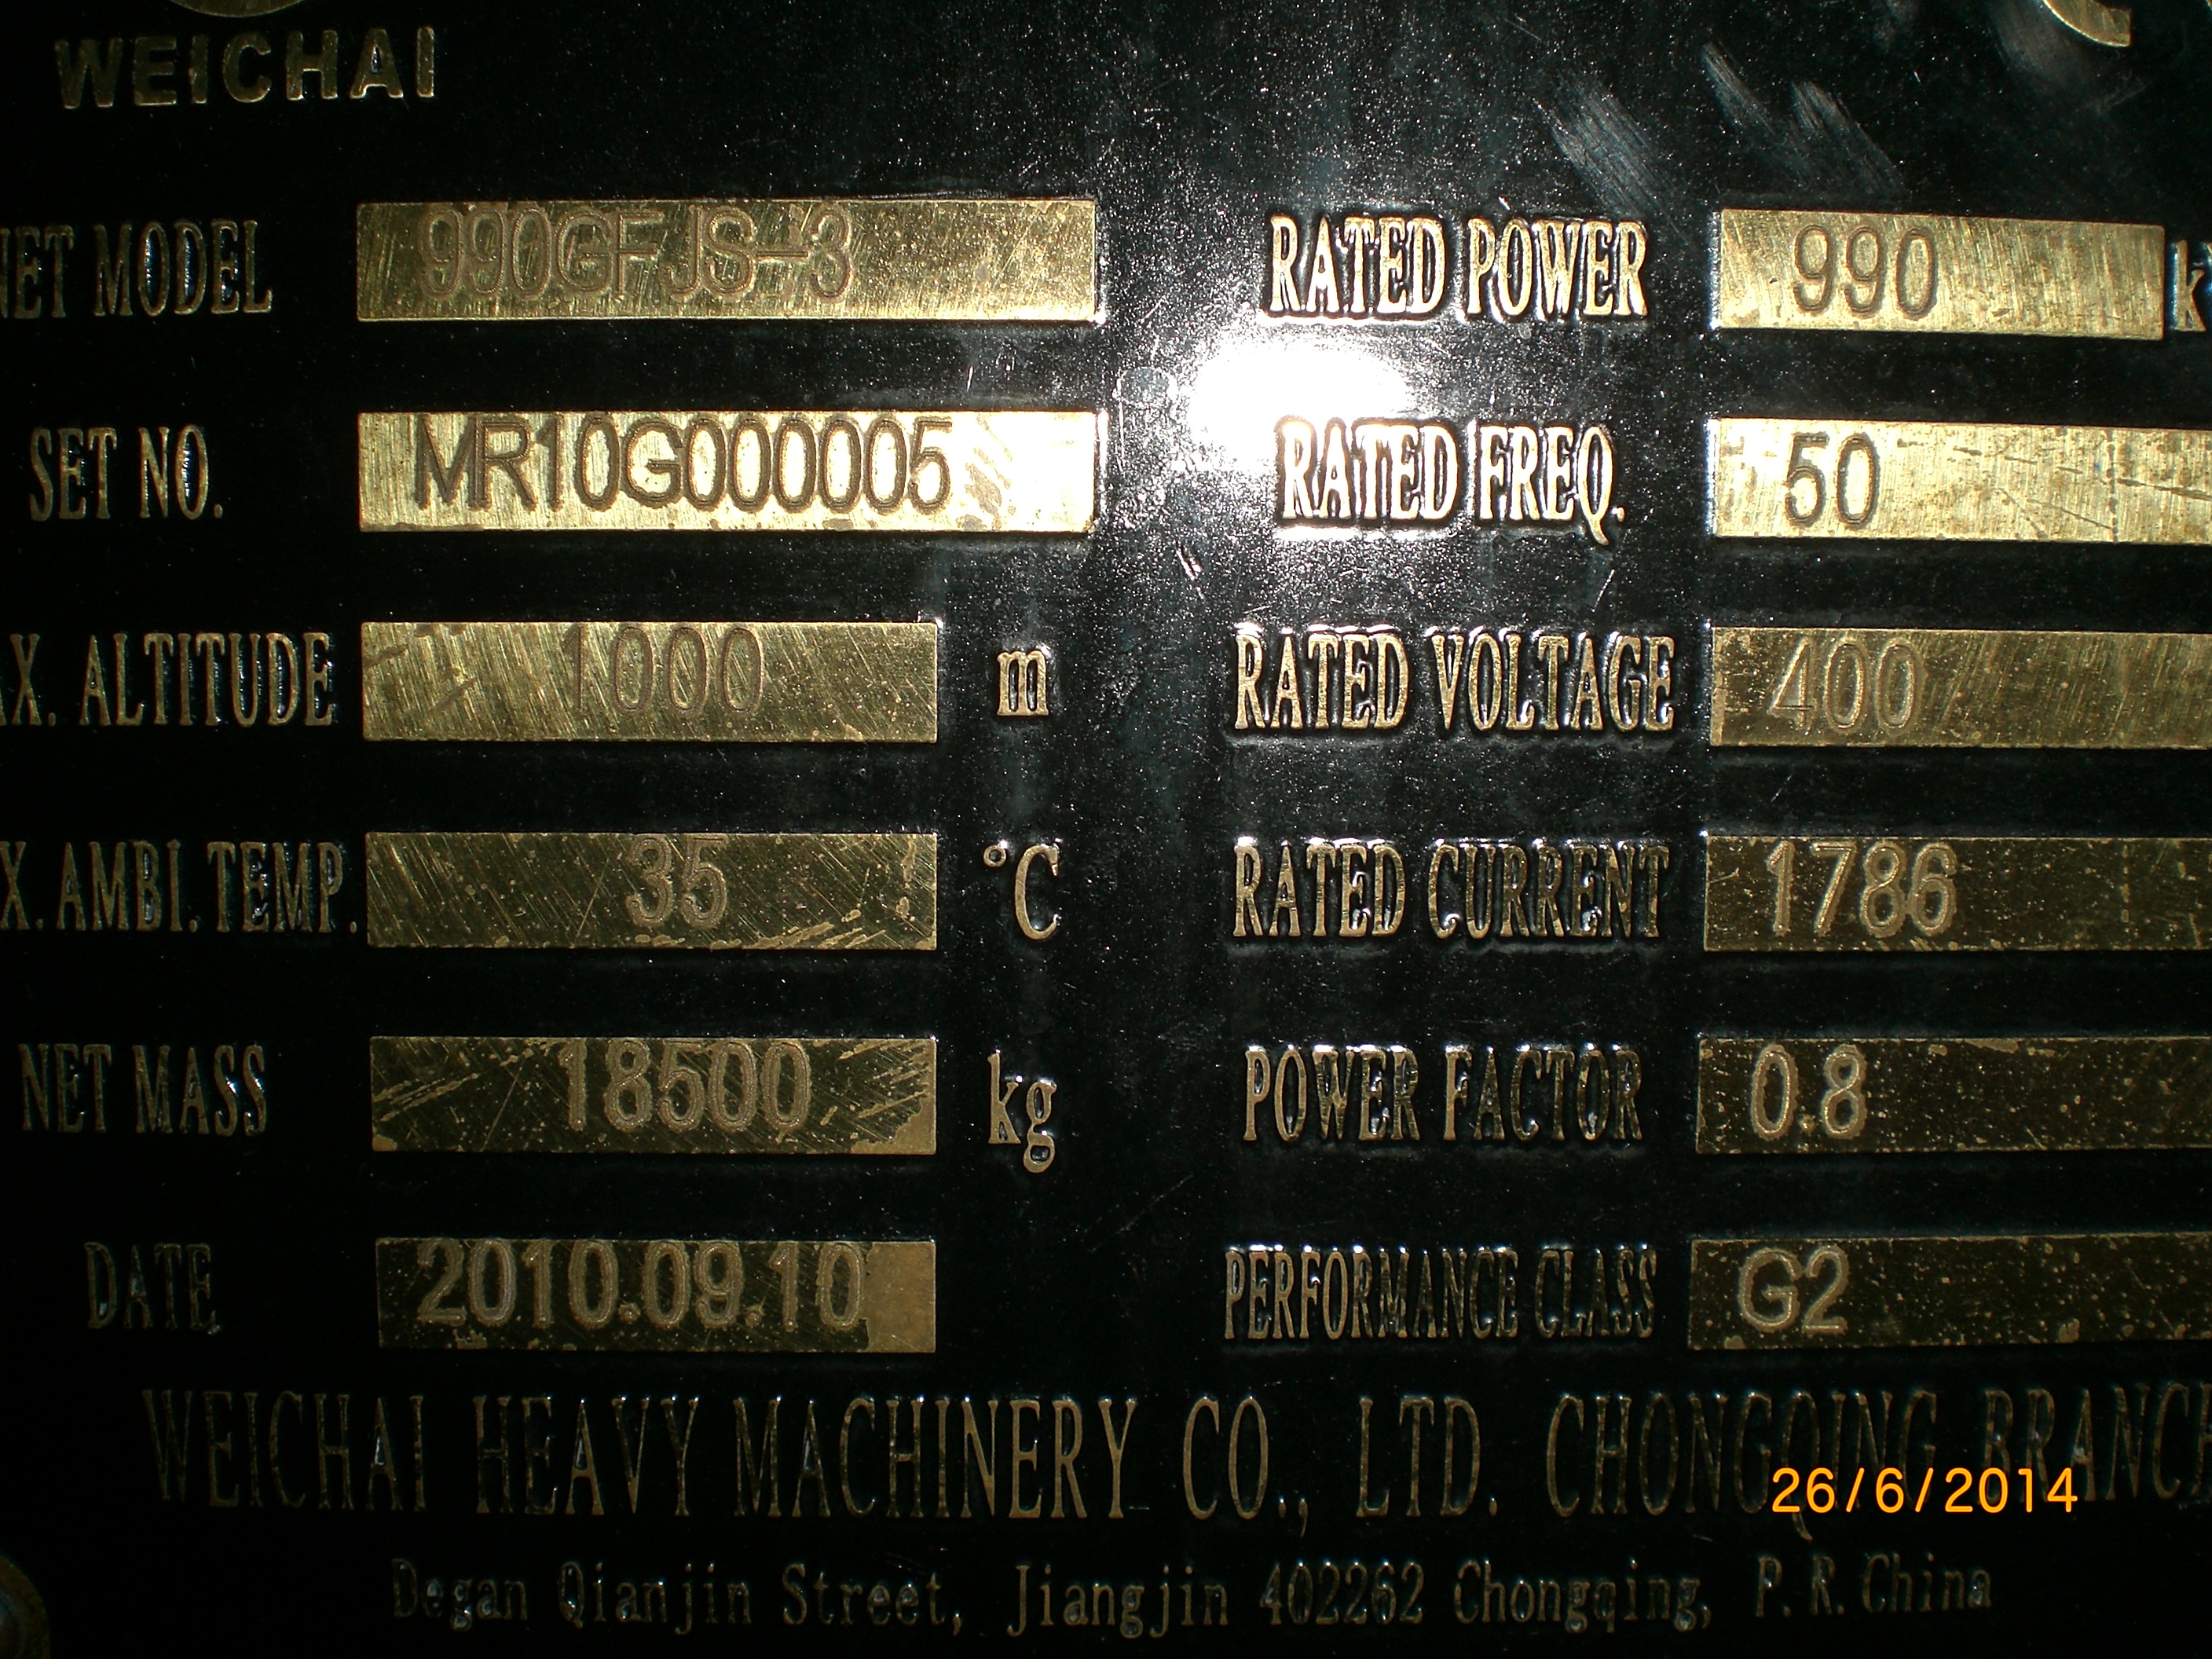 WEICHAI
NET MODEL 990GFJS-3 RATED POWER 990 k
SET NO. MR10G000005 RATED FREQ. 50
X. ALTITUDE 1000 m RATED VOLTAGE 400
X. AMBI. TEMP. 35 °C RATED CURRENT 1786
NET MASS 18500 kg POWER FACTOR 0.8
DATE 2010.09.10 PERFORMANCE CLASS G2
WEICHAI HEAVY MACHINERY CO., LTD. CHONGQING BRANCH
26/6/2014
Degan Qianjin Street, Jiangjin 402262 Chongqing, P.R.China